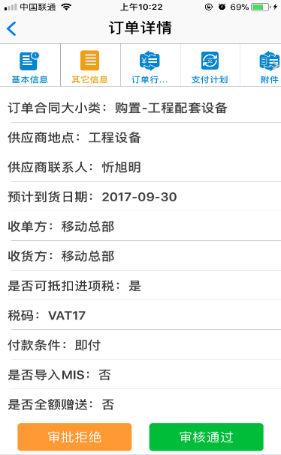 中国联通 上午10:22 69%
订单详情
基本信息 其它信息 订单行... 支付计划 附件
订单合同大小类：购置-工程配套设备
供应商地点：工程设备
供应商联系人：忻旭明
预计到货日期：2017-09-30
收单方：移动总部
收货方：移动总部
是否可抵扣进项税：是
税码：VAT17
付款条件：即付
是否导入MIS：否
是否全额赠送：否
审批拒绝 审核通过